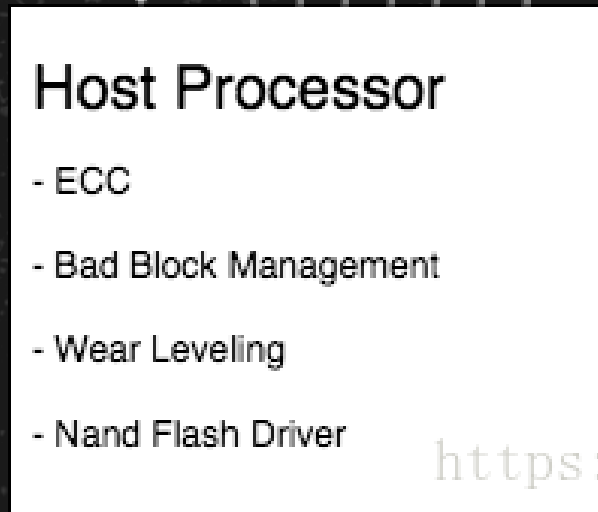 Host Processor
- ECC
- Bad Block Management
- Wear Leveling
- Nand Flash Driver
https: